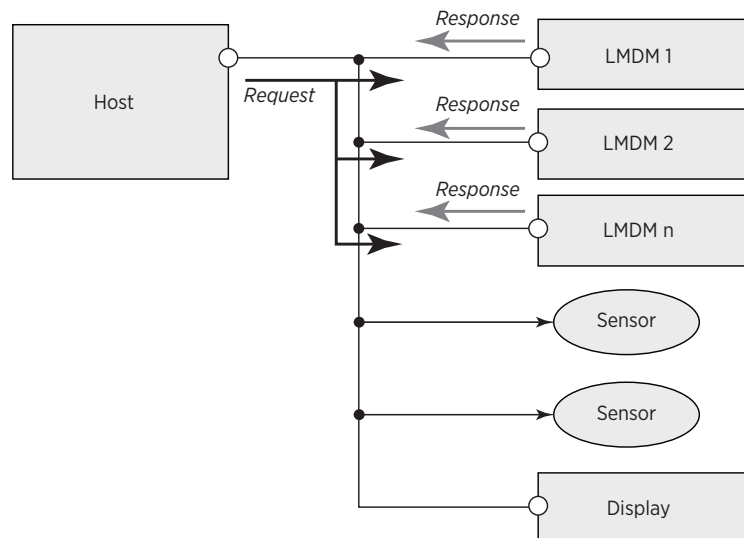 Response
LMDM 1
Host
Request
Response
LMDM 2
Response
LMDM n
Sensor
Sensor
Display